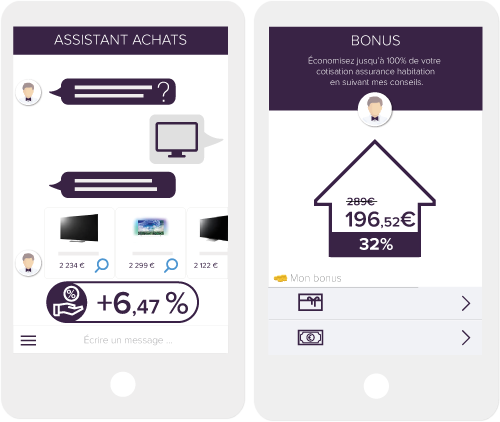 ASSISTANT ACHATS
?
2 234 €
2 299 €
2 122 €
%
+6,47 %
Écrire un message ...
BONUS
Économisez jusqu'à 100% de votre
cotisation assurance habitation
en suivant mes conseils.
289€
196,52€
32%
Mon bonus
€